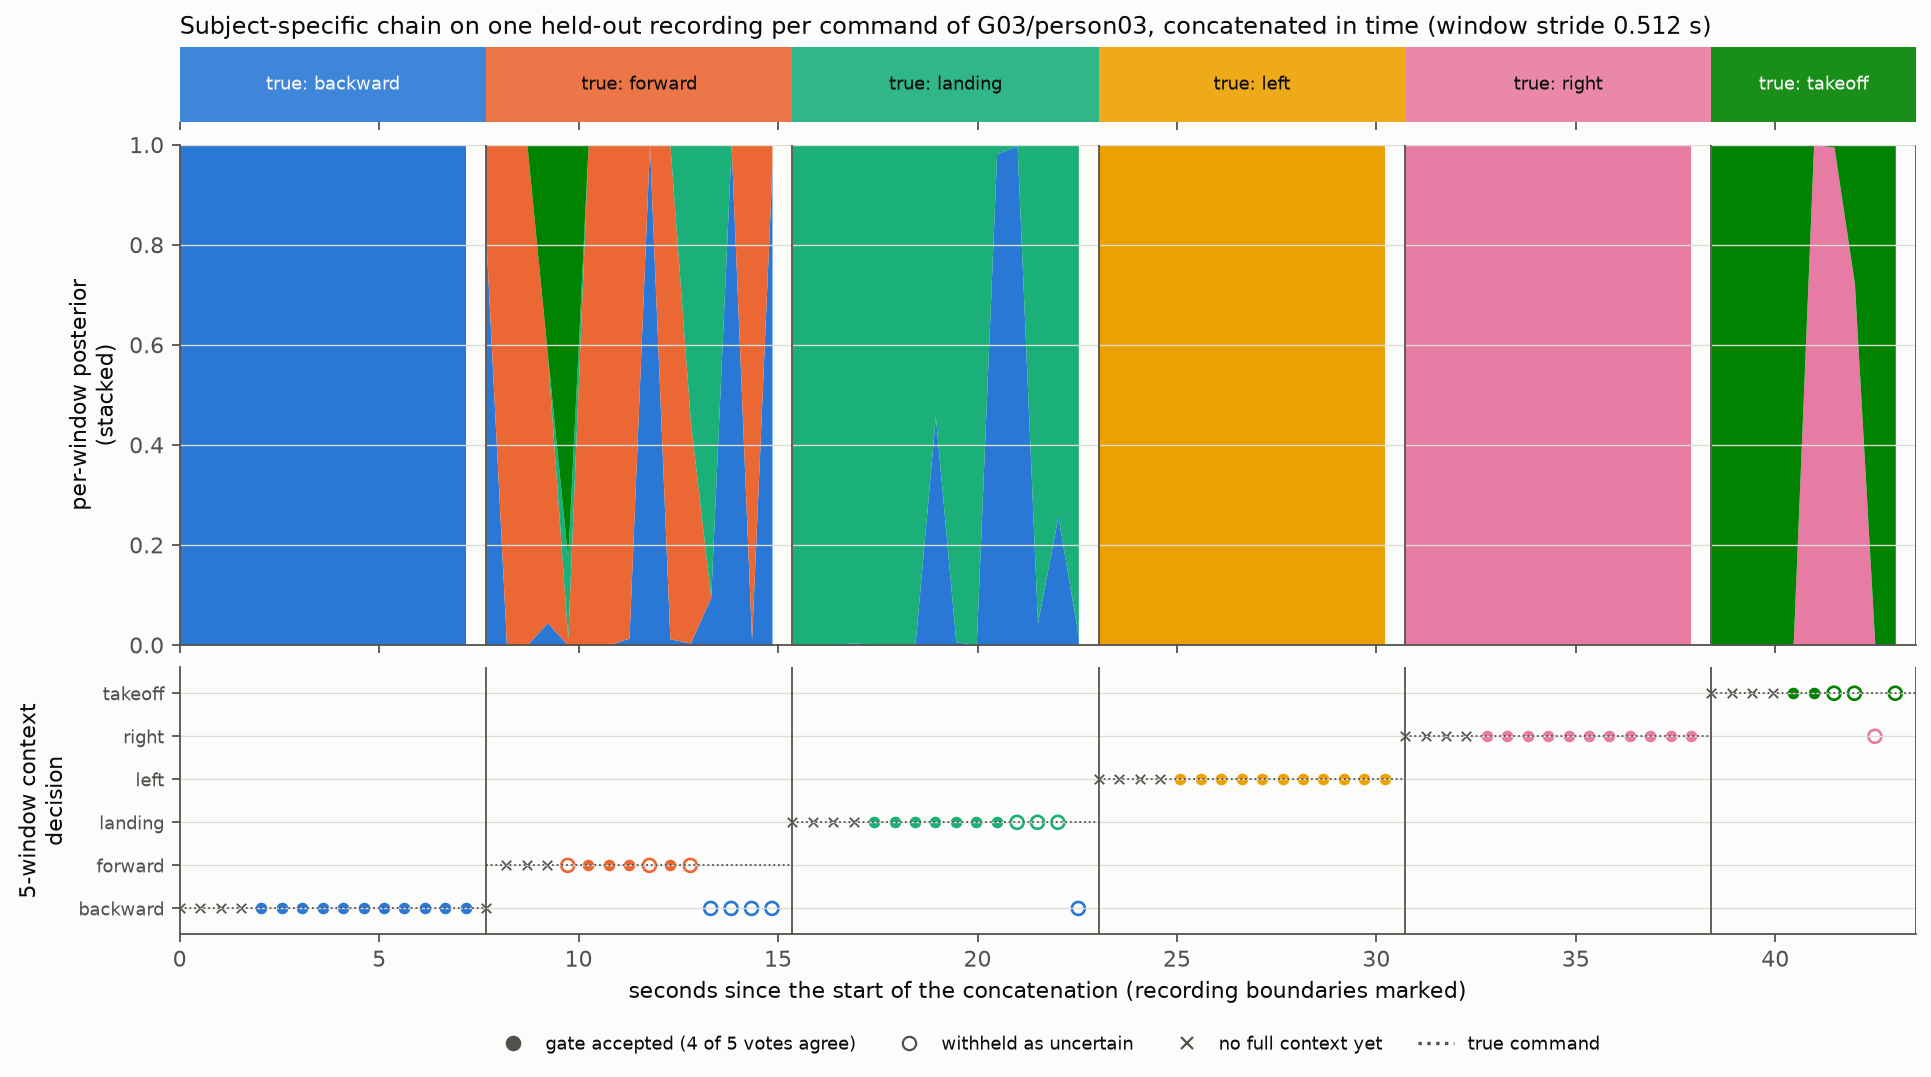 Subject-specific chain on one held-out recording per command of G03/person03, concatenated in time (window stride 0.512 s)
true: backward
true: forward
true: landing
true: left
true: right
true: takeoff
per-window posterior
(stacked)
1.0
0.8
0.6
0.4
0.2
0.0
5-window context
decision
takeoff
right
left
landing
forward
backward
0
5
10
15
20
25
30
35
40
seconds since the start of the concatenation (recording boundaries marked)
gate accepted (4 of 5 votes agree)
withheld as uncertain
no full context yet
true command